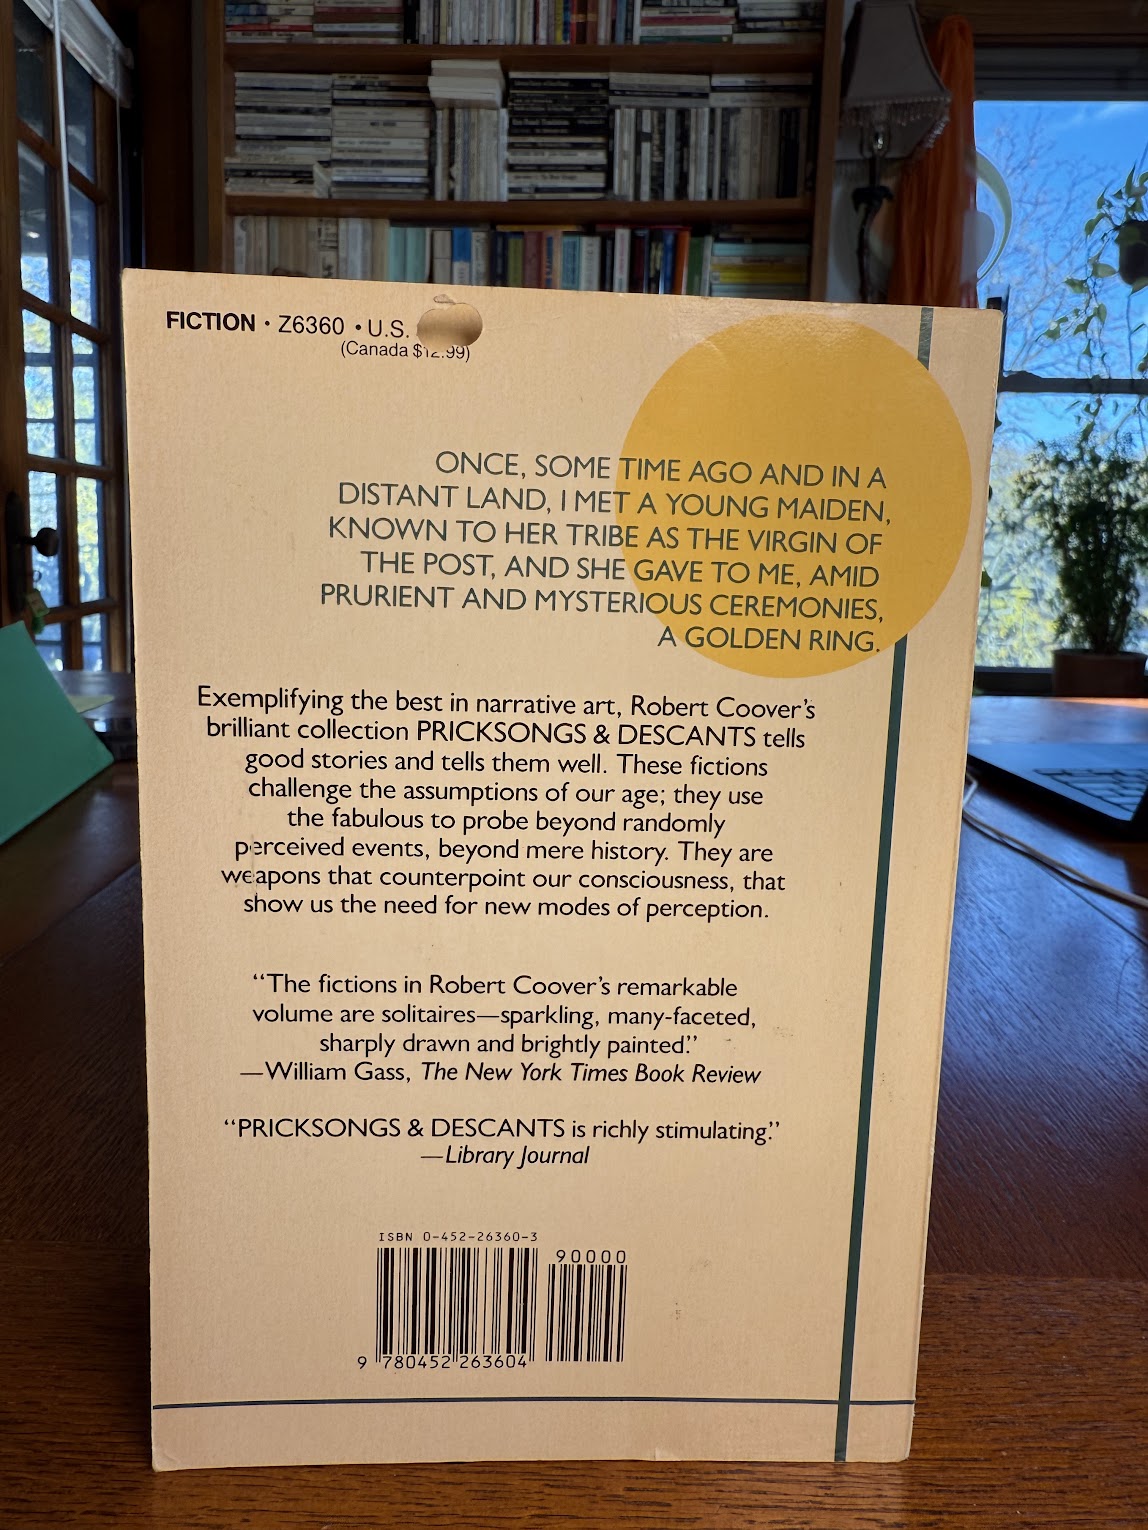 FICTION · Z6360 • U.S.
(Canada $12.99)
ONCE, SOME TIME AGO AND IN A
DISTANT LAND, I MET A YOUNG MAIDEN,
KNOWN TO HER TRIBE AS THE VIRGIN OF
THE POST, AND SHE GAVE TO ME, AMID
PRURIENT AND MYSTERIOUS CEREMONIES,
A GOLDEN RING.
Exemplifying the best in narrative art, Robert Coover’s
brilliant collection PRICKSONGS & DESCANTS tells
good stories and tells them well. These fictions
challenge the assumptions of our age; they use
the fabulous to probe beyond randomly
perceived events, beyond mere history. They are
weapons that counterpoint our consciousness, that
show us the need for new modes of perception.
“The fictions in Robert Coover’s remarkable
volume are solitaires—sparkling, many-faceted,
sharply drawn and brightly painted.”
—William Gass, The New York Times Book Review
“PRICKSONGS & DESCANTS is richly stimulating.”
—Library Journal
ISBN 0-452-26360-3
90000
9 780452 263604